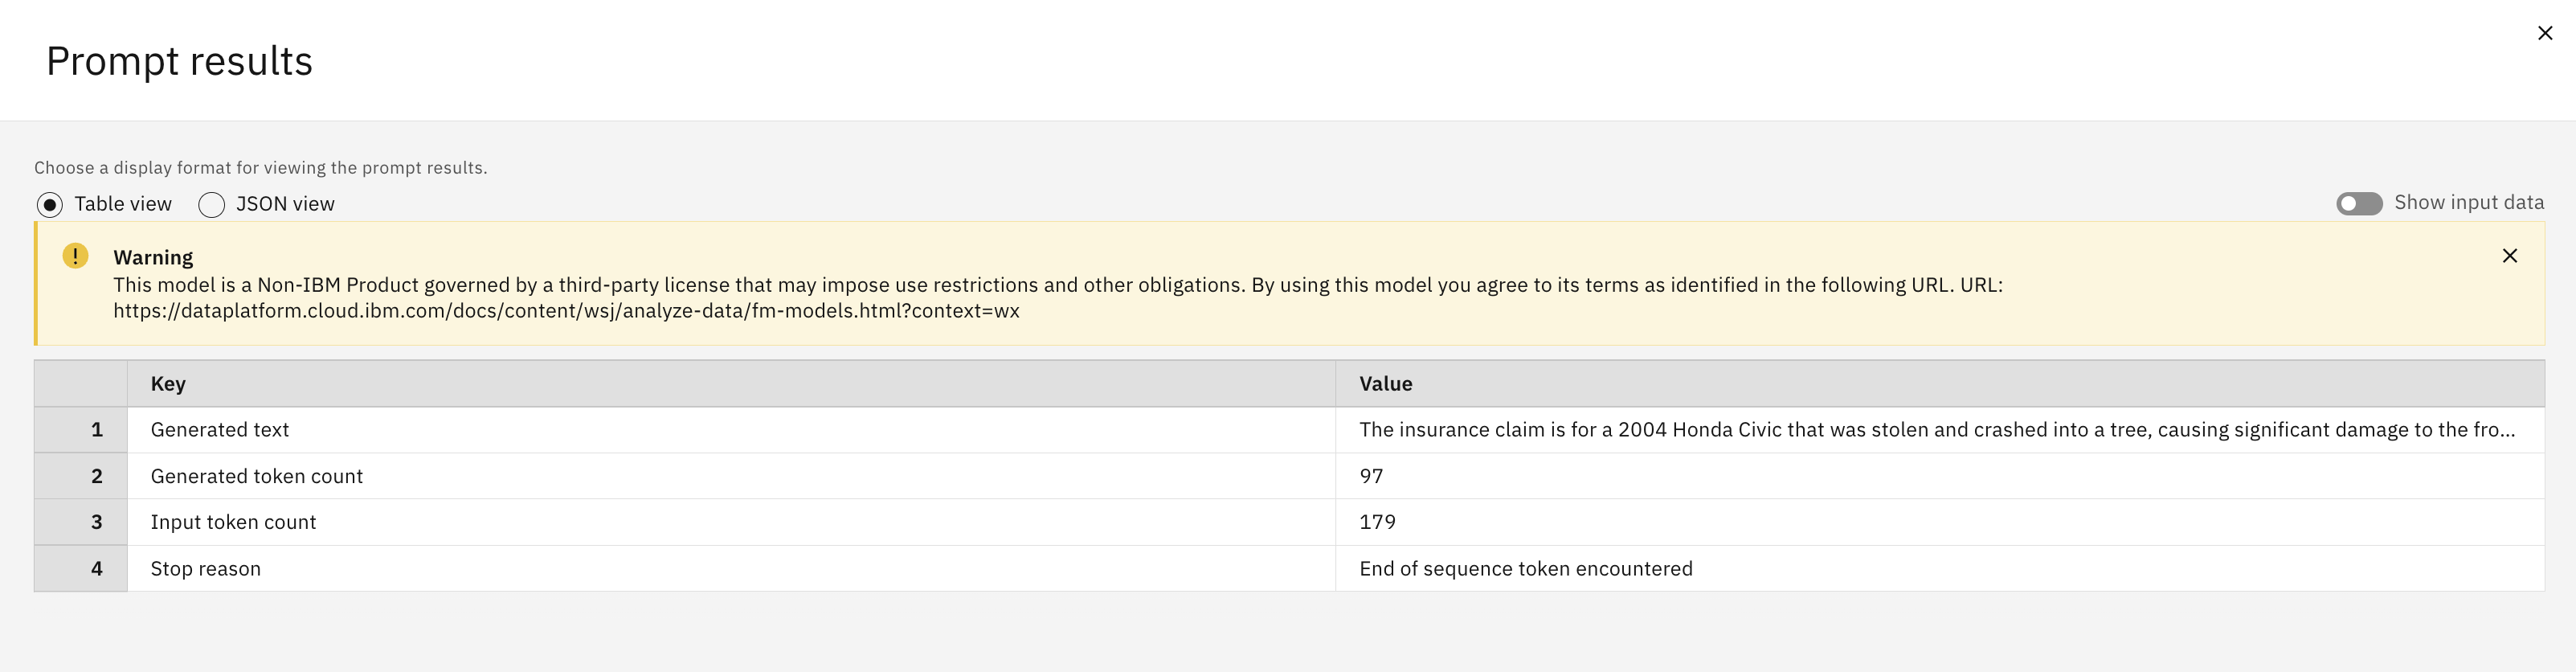 Prompt results
Choose a display format for viewing the prompt results.
Table view JSON view Show input data
Warning
This model is a Non-IBM Product governed by a third-party license that may impose use restrictions and other obligations. By using this model you agree to its terms as identified in the following URL. URL:
https://dataplatform.cloud.ibm.com/docs/content/wsj/analyze-data/fm-models.html?context=wx
Key Value
1 Generated text The insurance claim is for a 2004 Honda Civic that was stolen and crashed into a tree, causing significant damage to the fro...
2 Generated token count 97
3 Input token count 179
4 Stop reason End of sequence token encountered